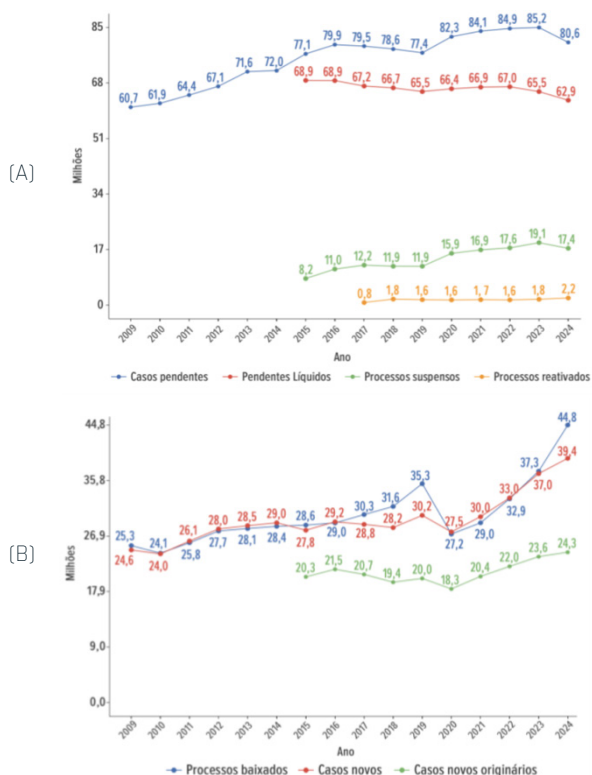 (A)
Milhões
85
68
51
34
17
0
60,7 61,9 64,4 67,1 71,6 72,0 77,1 79,9 79,5 78,6 77,4 82,3 84,1 84,9 85,2 80,6
68,9 68,9 67,2 66,7 65,5 66,4 66,9 67,0 65,5 62,9
8,2 11,0 12,2 11,9 11,9 15,9 16,9 17,6 19,1 17,4
0,8 1,8 1,6 1,6 1,7 1,6 1,8 2,2
2009 2010 2011 2012 2013 2014 2015 2016 2017 2018 2019 2020 2021 2022 2023 2024
Ano
Casos pendentes Pendentes Líquidos Processos suspensos Processos reativados
(B)
Milhões
44,8
35,8
26,9
17,9
9,0
0,0
25,3 24,1 25,8 27,7 28,1 28,4 28,6 29,0 30,3 31,6 35,3 27,2 29,0 32,9 37,3 44,8
24,6 24,0 26,1 28,0 28,5 29,0 27,8 29,2 28,8 28,2 30,2 27,5 30,0 33,0 37,0 39,4
20,3 21,5 20,7 19,4 20,0 18,3 20,4 22,0 23,6 24,3
2009 2010 2011 2012 2013 2014 2015 2016 2017 2018 2019 2020 2021 2022 2023 2024
Ano
Processos baixados Casos novos Casos novos originários